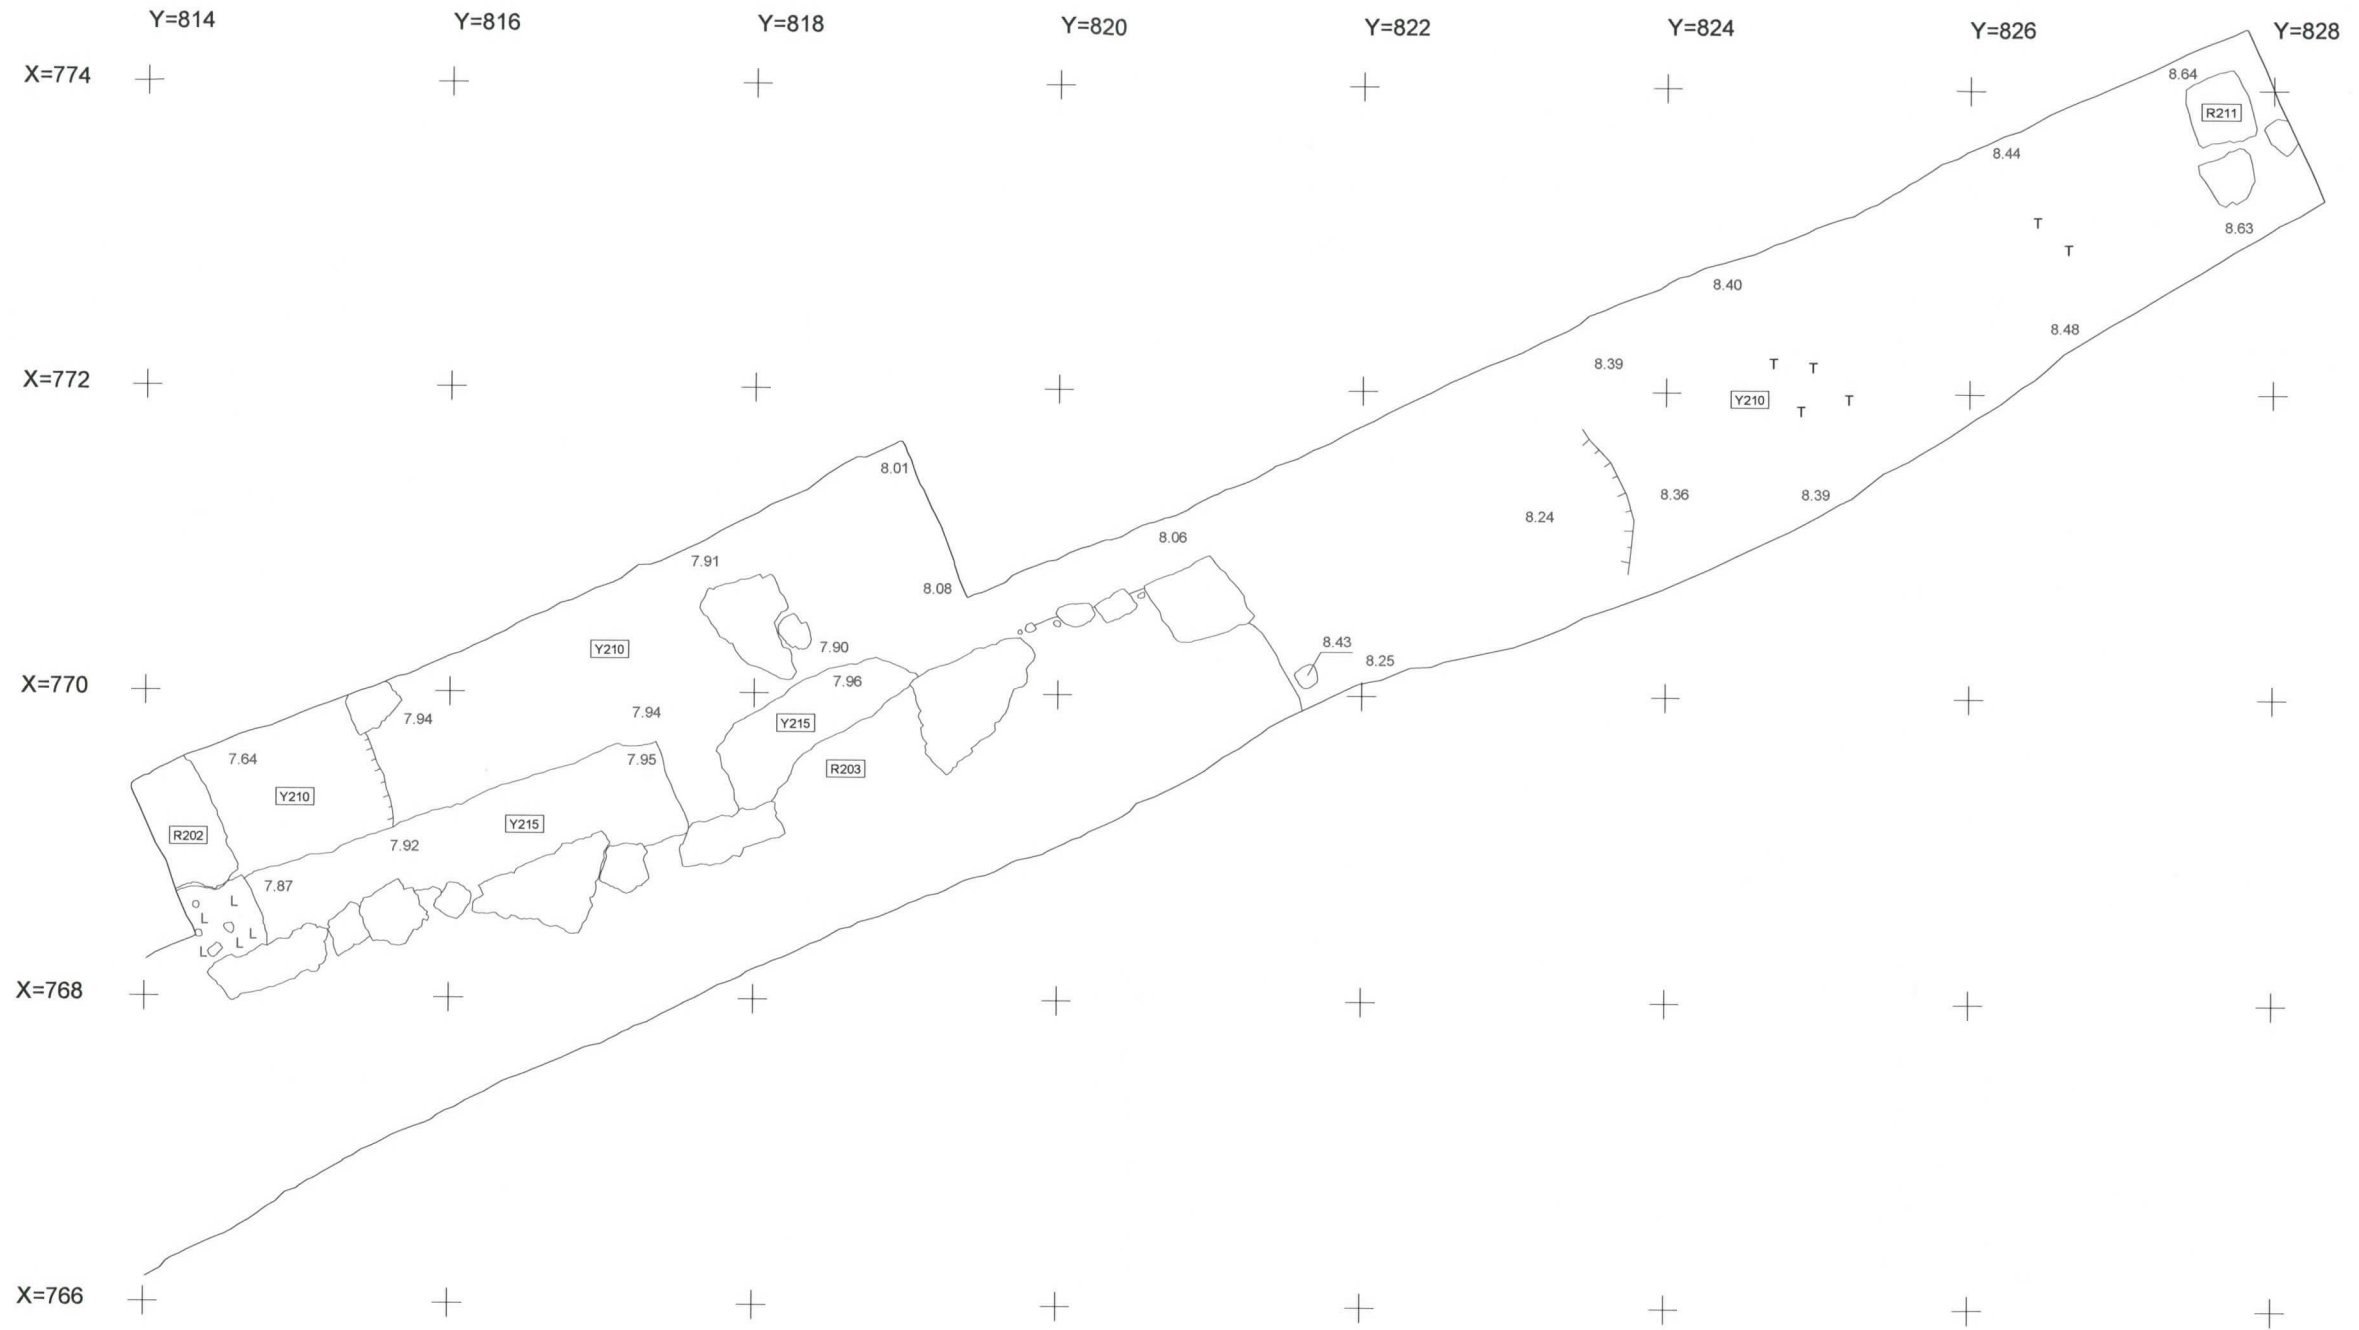 Y=814 Y=816 Y=818 Y=820 Y=822 Y=824 Y=826 Y=828
X=774
8.64
R211
8.44
T
8.63
T
8.40
8.48
8.39
T T
X=772
Y210 T
T
8.01
8.36 8.39
8.24
8.06
7.91
8.08
8.43
Y210 7.90
8.25
7.96
X=770
7.94 7.94
Y215
7.64 7.95
R203
Y210
Y215
R202
7.92
7.87
L
L
L
L
L
X=768
X=766